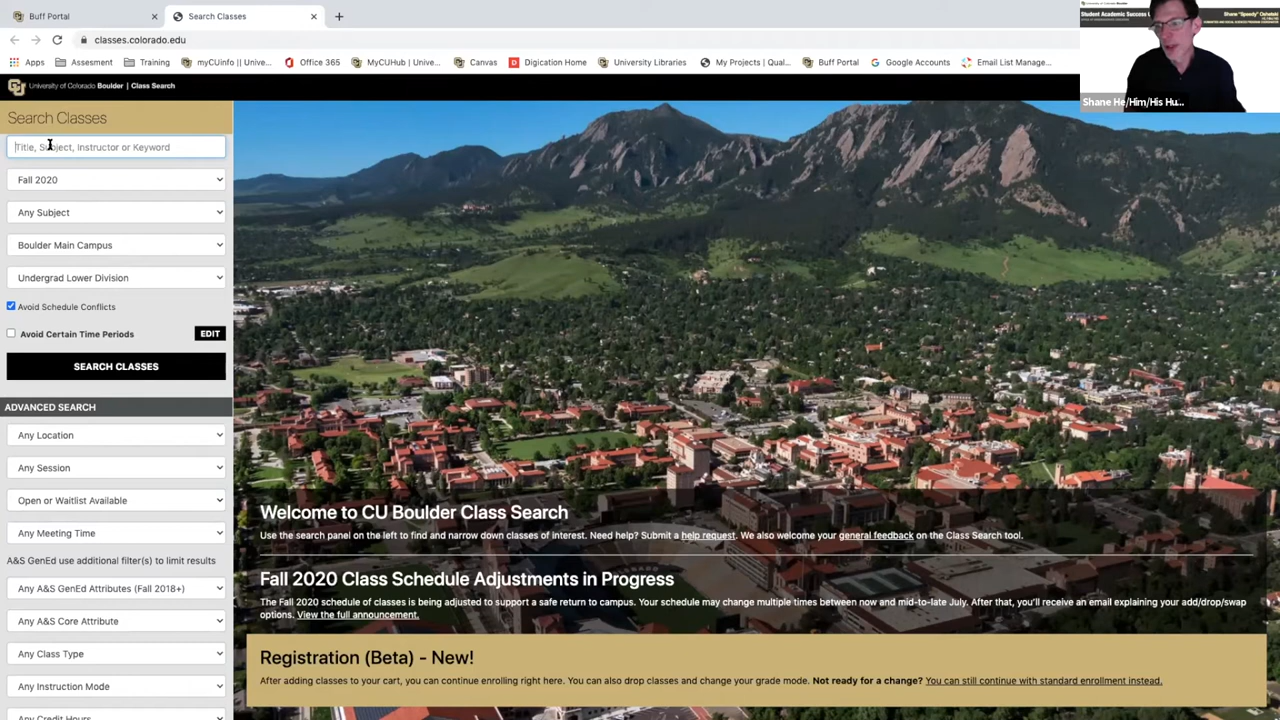 Buff Portal
Search Classes
classes.colorado.edu
Apps
Assesment
Training
myCUinfo || Unive...
Office 365
MyCUHub | Unive...
Canvas
Digication Home
University Libraries
My Projects | Qual...
Buff Portal
Google Accounts
Email List Manag...
Student Academic Success
Shane He/Him/His Hu...
University of Colorado Boulder | Class Search
Search Classes
Title, Subject, Instructor or Keyword
Fall 2020
Any Subject
Boulder Main Campus
Undergrad Lower Division
Avoid Schedule Conflicts
Avoid Certain Time Periods
EDIT
SEARCH CLASSES
ADVANCED SEARCH
Any Location
Any Session
Open or Waitlist Available
Any Meeting Time
A&S GenEd use additional filter(s) to limit results
Any A&S GenEd Attributes (Fall 2018+)
Any A&S Core Attribute
Any Class Type
Any Instruction Mode
Any Credit Hours
Welcome to CU Boulder Class Search
Use the search panel on the left to find and narrow down classes of interest. Need help? Submit a help request. We also welcome your general feedback on the Class Search tool.
Fall 2020 Class Schedule Adjustments in Progress
The Fall 2020 schedule of classes is being adjusted to support a safe return to campus. Your schedule may change multiple times between now and mid-to-late July. After that, you'll receive an email explaining your add/drop/swap
options. View the full announcement.
Registration (Beta) - New!
After adding classes to your cart, you can continue enrolling right here. You can also drop classes and change your grade mode. Not ready for a change? You can still continue with standard enrollment instead.